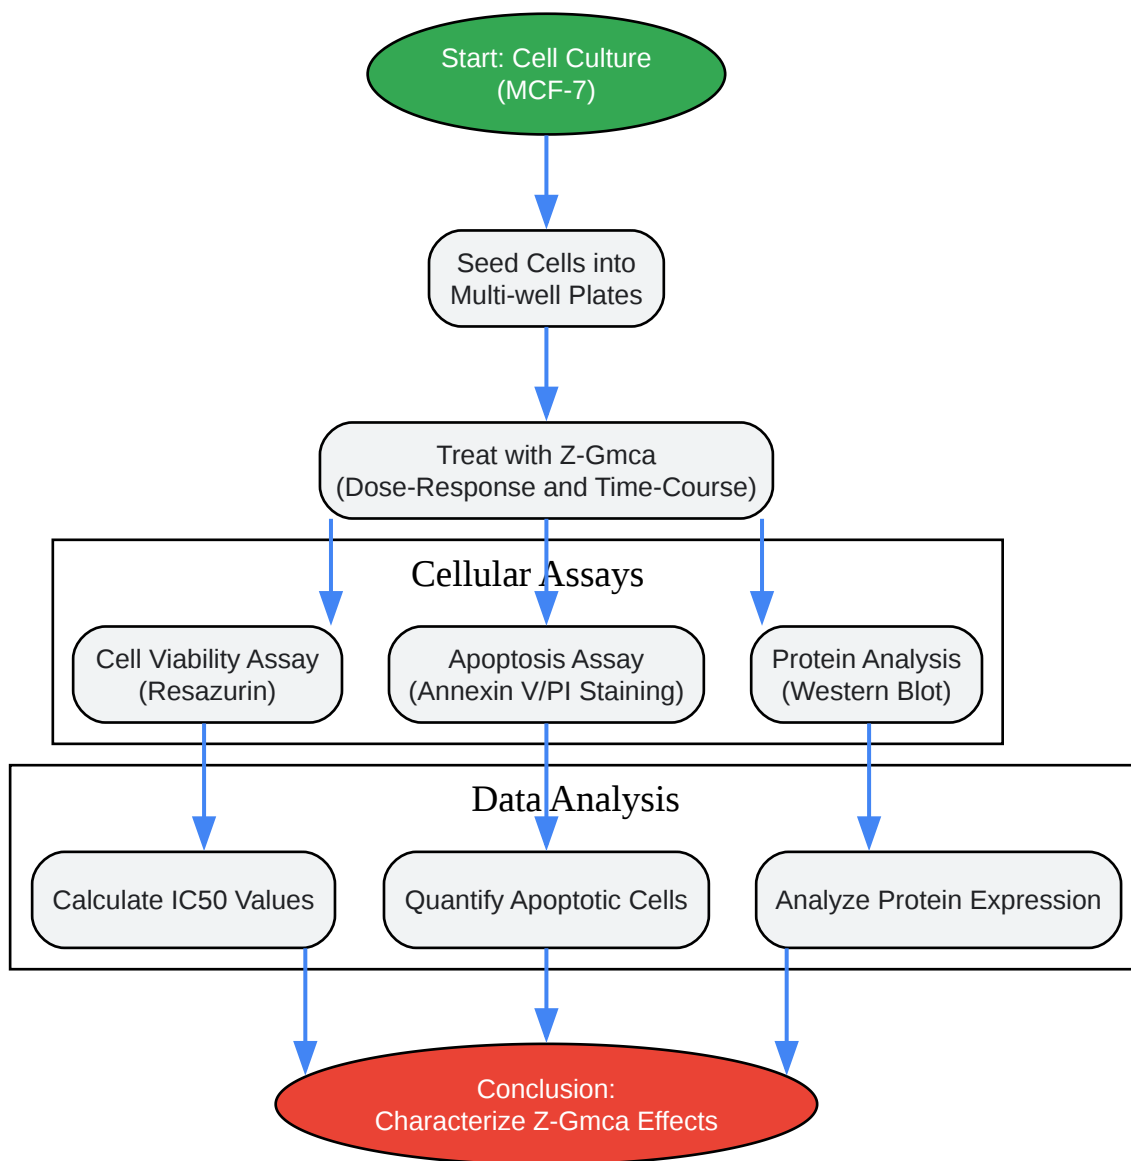 Start: Cell Culture
(MCF-7)
Seed Cells into
Multi-well Plates
Treat with Z-Gmca
(Dose-Response and Time-Course)
Cellular Assays
Cell Viability Assay
(Resazurin)
Apoptosis Assay
(Annexin V/PI Staining)
Protein Analysis
(Western Blot)
Data Analysis
Calculate IC50 Values
Quantify Apoptotic Cells
Analyze Protein Expression
Conclusion:
Characterize Z-Gmca Effects